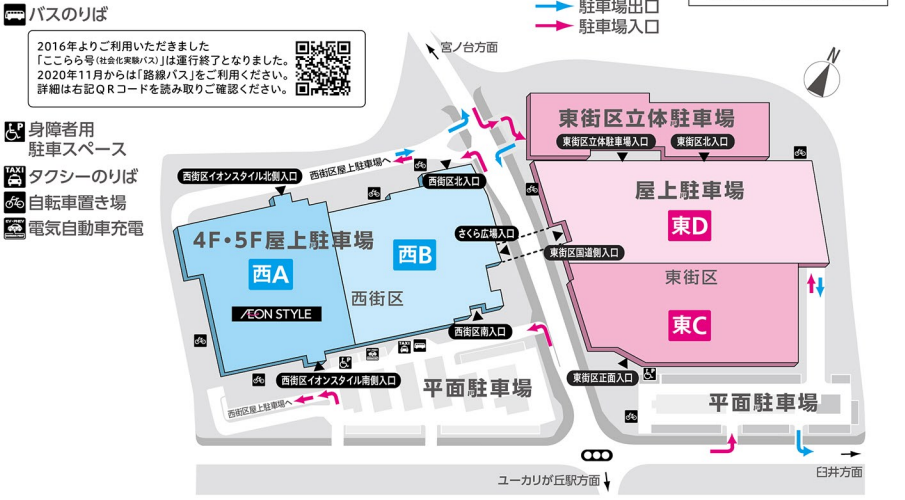 バスのりば
2016年よりご利用いただきました
「ここらら号(社会化実験バス)」は運行終了となりました。
2020年11月からは「路線バス」をご利用ください。
詳細は右記QRコードを読み取りご確認ください。
身障者用
駐車スペース
TAXI
タクシーのりば
自転車置き場
電気自動車充電
駐車場出口
駐車場入口
宮ノ台方面
N
東街区立体駐車場
東街区立体駐車場入口
東街区北入口
屋上駐車場
東D
西街区屋上駐車場へ
西街区イオンスタイル北側入口
西街区北入口
4F・5F屋上駐車場
西A
西B
さくら広場入口
東街区国道側入口
西街区
東街区
ÆON STYLE
東C
西街区南入口
P
TAXI
西街区イオンスタイル南側入口
東街区正面入口
P
平面駐車場
平面駐車場
西街区屋上駐車場へ
臼井方面
ユーカリが丘駅方面